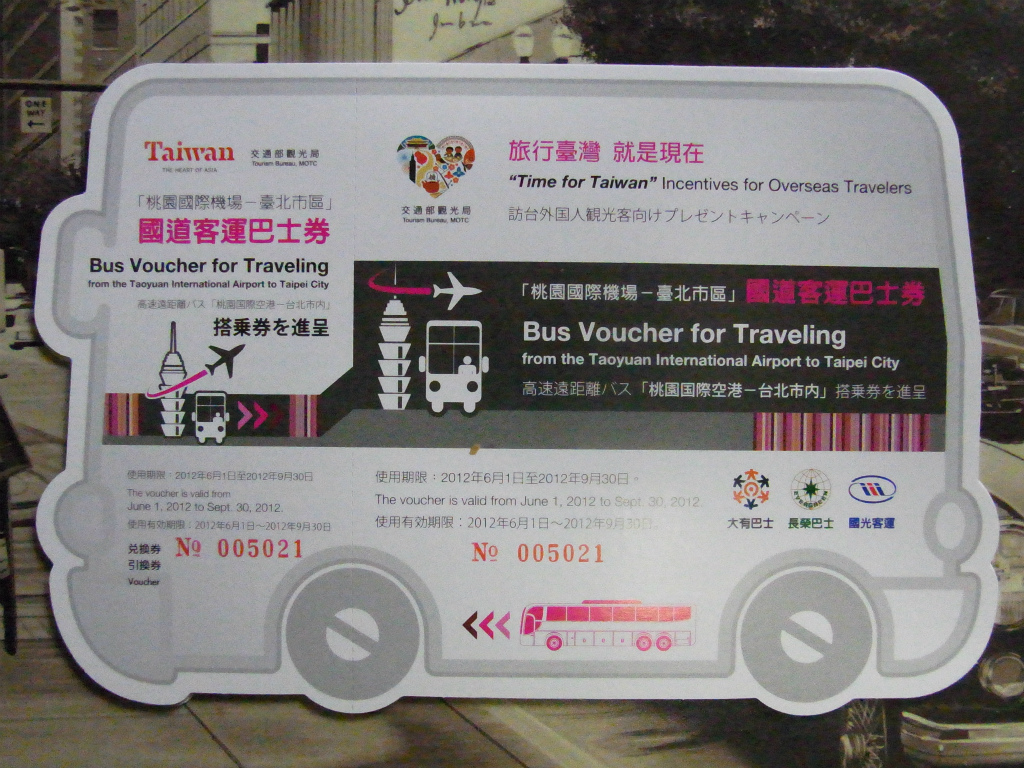 ONE
WAY
Taiwan
THE HEART OF ASIA
交通部觀光局
Tourism Bureau, MOTC
「桃園國際機場－臺北市區」
國道客運巴士券
Bus Voucher for Traveling
from the Taoyuan International Airport to Taipei City
高速遠距離バス「桃園国際空港－台北市内」
搭乗券を進呈
使用期限：2012年6月1日至2012年9月30日
The voucher is valid from
June 1, 2012 to Sept. 30, 2012.
使用有効期限：2012年6月1日～2012年9月30日
兌換券
引換券
Voucher
№ 005021
交通部觀光局
Tourism Bureau, MOTC
旅行臺灣 就是現在
“Time for Taiwan” Incentives for Overseas Travelers
訪台外国人観光客向けプレゼントキャンペーン
「桃園國際機場－臺北市區」國道客運巴士券
Bus Voucher for Traveling
from the Taoyuan International Airport to Taipei City
高速遠距離バス「桃園国際空港－台北市内」搭乗券を進呈
使用期限：2012年6月1日至2012年9月30日。
The voucher is valid from June 1, 2012 to Sept. 30, 2012.
使用有効期限：2012年6月1日～2012年9月30日.
大有巴士
EVERGREEN
長榮巴士
國光客運
№ 005021